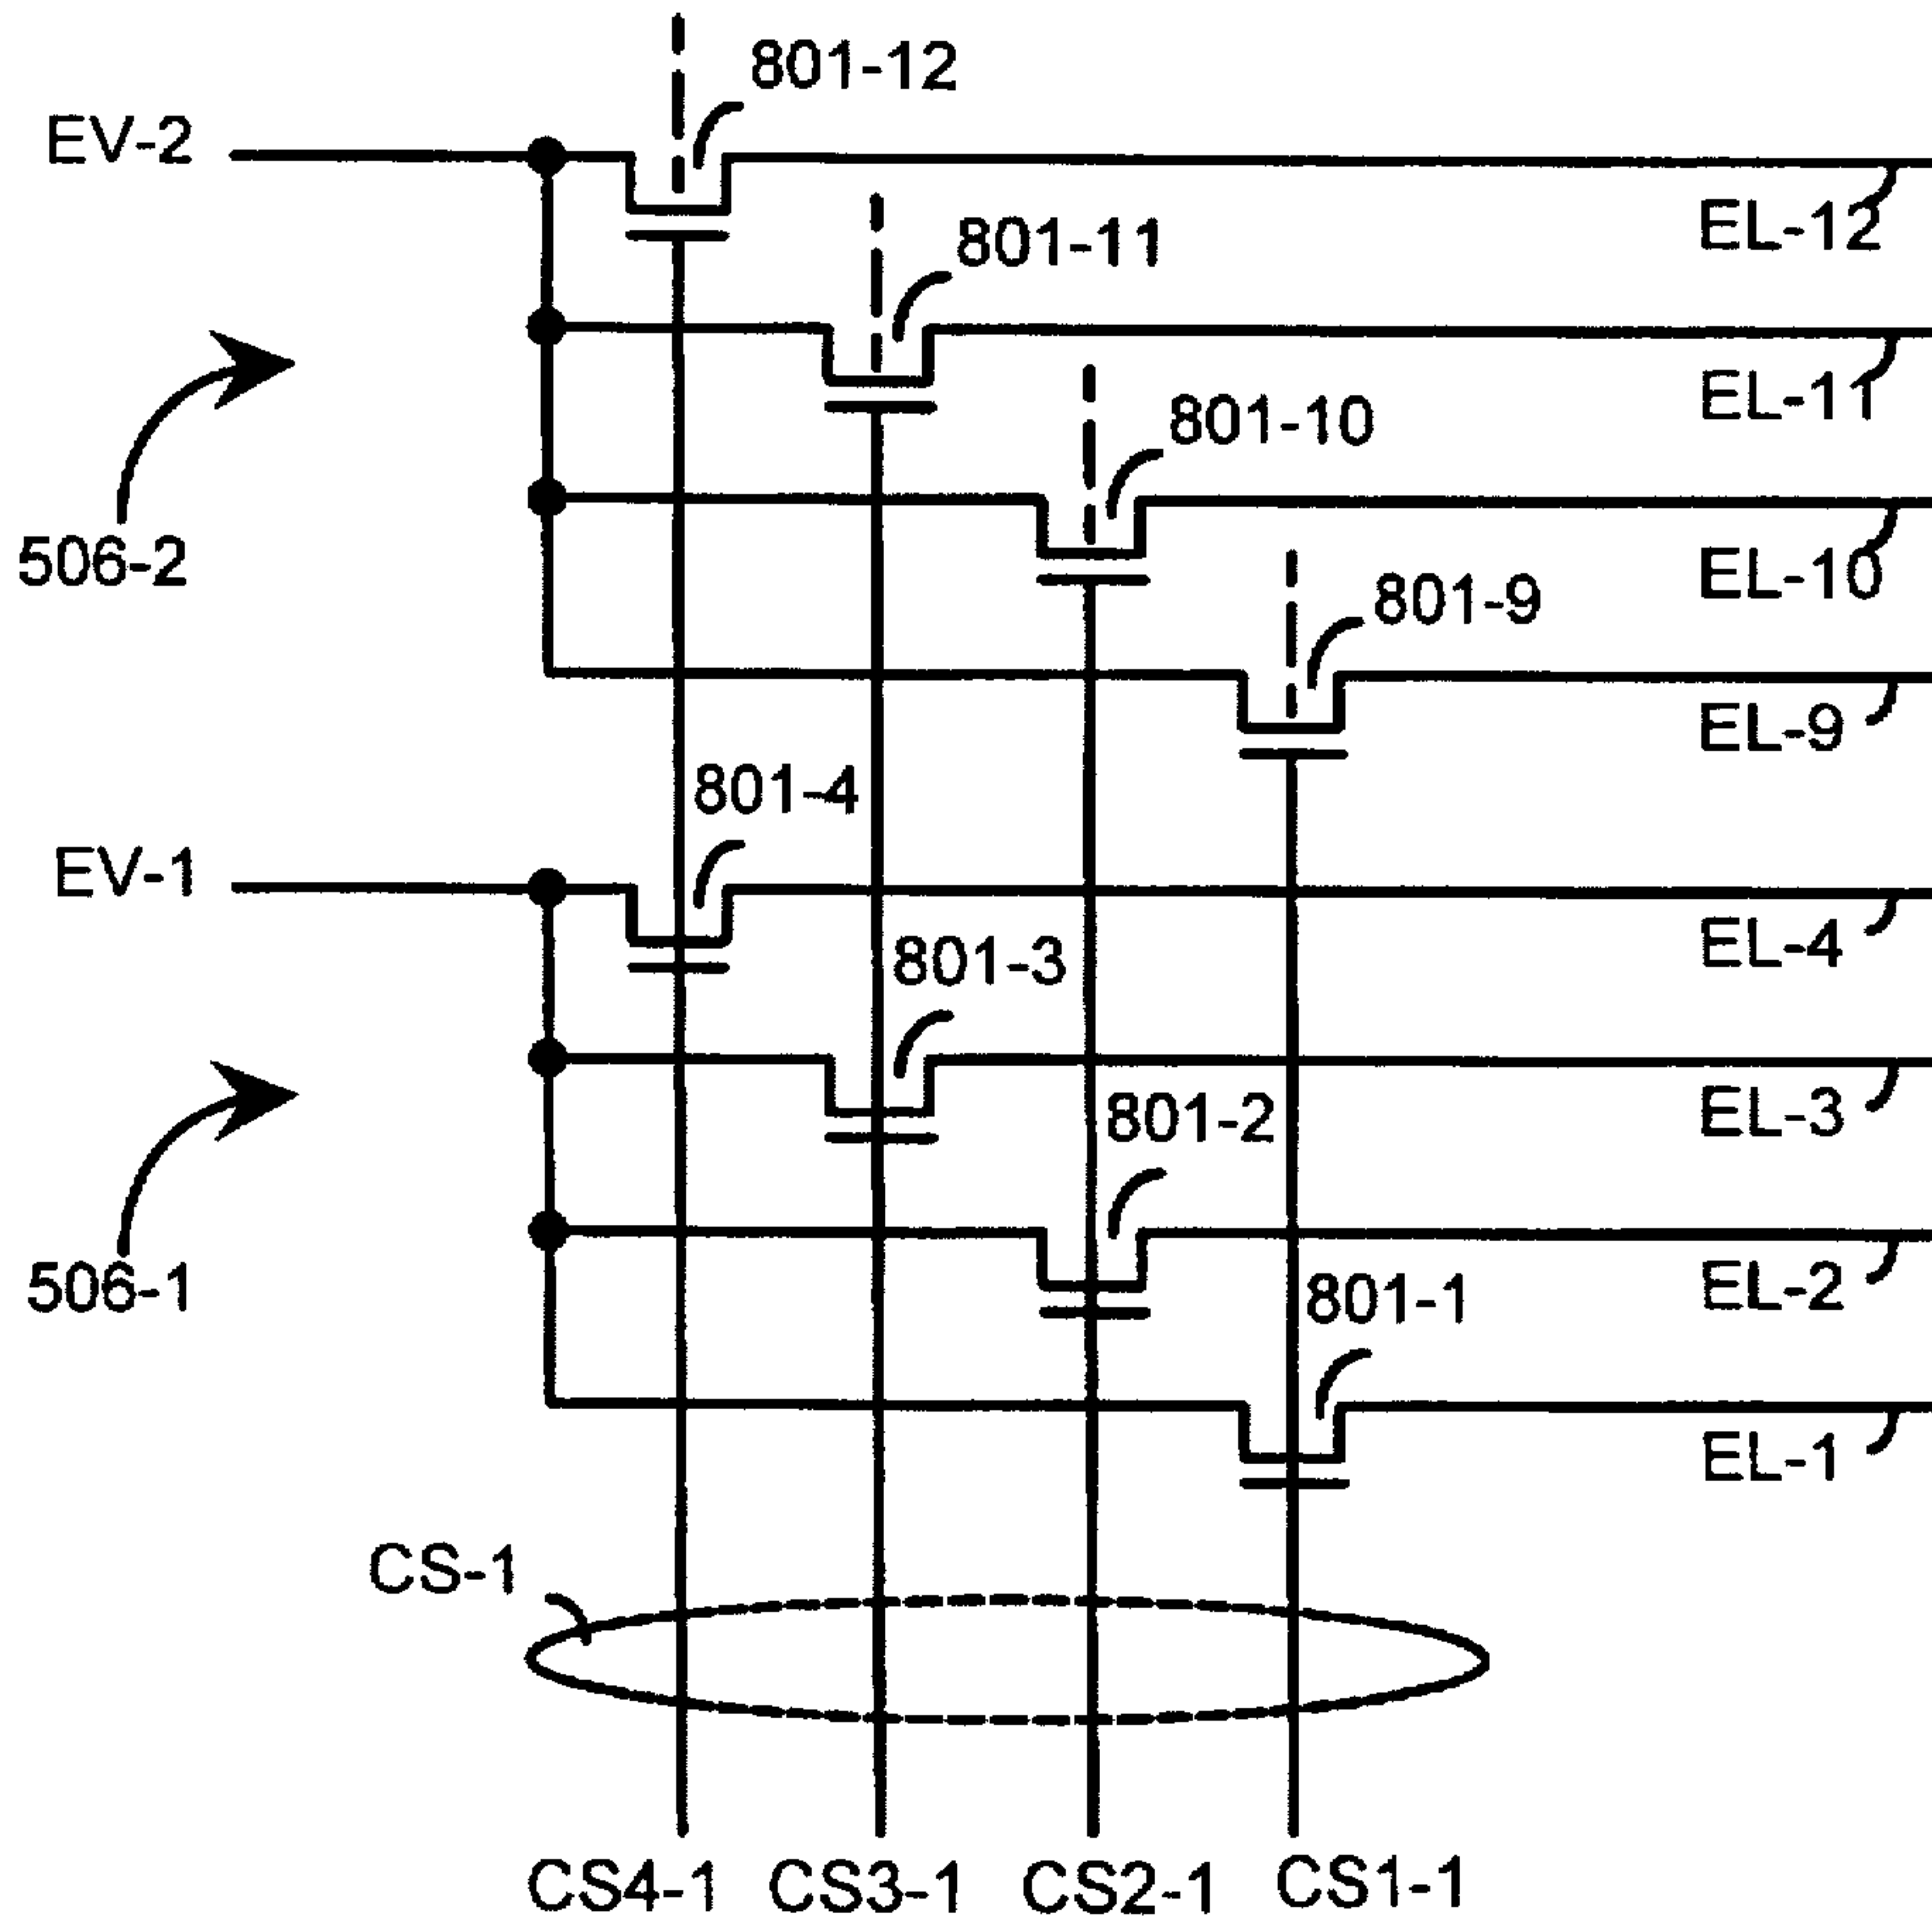 801-12
EV-2
EL-12
801-11
EL-11
801-10
506-2
EL-10
801-9
EL-9
801-4
EV-1
EL-4
801-3
EL-3
801-2
506-1
EL-2
801-1
EL-1
CS-1
CS4-1 CS3-1 CS2-1 CS1-1